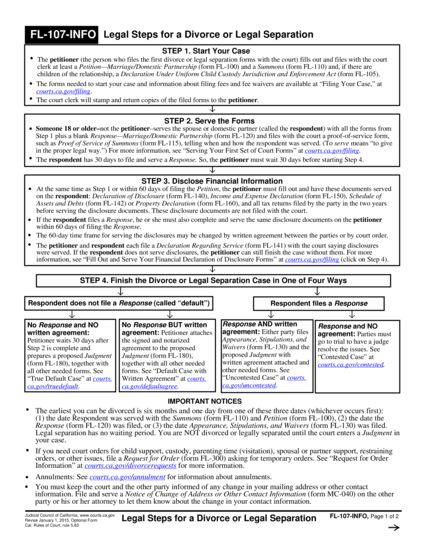 FL-107-INFO Legal Steps for a Divorce or Legal Separation
STEP 1. Start Your Case
• The petitioner (the person who files the first divorce or legal separation forms with the court) fills out and files with the court
clerk at least a Petition—Marriage/Domestic Partnership (form FL-100) and a Summons (form FL-110) and, if there are
children of the relationship, a Declaration Under Uniform Child Custody Jurisdiction and Enforcement Act (form FL-105).
• The forms needed to start your case and information about filing fees and fee waivers are available at "Filing Your Case," at
courts.ca.gov/filing.
• The court clerk will stamp and return copies of the filed forms to the petitioner.
STEP 2. Serve the Forms
• Someone 18 or older–not the petitioner–serves the spouse or domestic partner (called the respondent) with all the forms from
Step 1 plus a blank Response—Marriage/Domestic Partnership (form FL-120) and files with the court a proof-of-service form,
such as Proof of Service of Summons (form FL-115), telling when and how the respondent was served. (To serve means "to give
in the proper legal way.") For more information, see "Serving Your First Set of Court Forms" at courts.ca.gov/filing.
• The respondent has 30 days to file and serve a Response. So, the petitioner must wait 30 days before starting Step 4.
STEP 3. Disclose Financial Information
• At the same time as Step 1 or within 60 days of filing the Petition, the petitioner must fill out and have these documents served
on the respondent: Declaration of Disclosure (form FL-140), Income and Expense Declaration (form FL-150), Schedule of
Assets and Debts (form FL-142) or Property Declaration (form FL-160), and all tax returns filed by the party in the two years
before serving the disclosure documents. These disclosure documents are not filed with the court.
• If the respondent files a Response, he or she must also complete and serve the same disclosure documents on the petitioner
within 60 days of filing the Response.
• The 60-day time frame for serving the disclosures may be changed by written agreement between the parties or by court order.
• The petitioner and respondent each file a Declaration Regarding Service (form FL-141) with the court saying disclosures
were served. If the respondent does not serve disclosures, the petitioner can still finish the case without them. For more
information, see "Fill Out and Serve Your Financial Declaration of Disclosure Forms" at courts.ca.gov/filing (click on Step 4).
STEP 4. Finish the Divorce or Legal Separation Case in One of Four Ways
Respondent does not file a Response (called "default")
Respondent files a Response
No Response and NO
written agreement:
Petitioner waits 30 days after
Step 2 is complete and
prepares a proposed Judgment
(form FL-180), together with
all other needed forms. See
"True Default Case" at courts.
ca.gov/truedefault.
No Response BUT written
agreement: Petitioner attaches
the signed and notarized
agreement to the proposed
Judgment (form FL-180),
together with all other needed
forms. See "Default Case with
Written Agreement" at courts.
ca.gov/defaultagree.
Response AND written
agreement: Either party files
Appearance, Stipulations, and
Waivers (form FL-130) and the
proposed Judgment with
written agreement attached and
other needed forms. See
"Uncontested Case" at courts.
ca.gov/uncontested.
Response and NO
agreement: Parties must
go to trial to have a judge
resolve the issues. See
"Contested Case" at
courts.ca.gov/contested.
IMPORTANT NOTICES
• The earliest you can be divorced is six months and one day from one of these three dates (whichever occurs first):
(1) the date Respondent was served with the Summons (form FL-110) and Petition (form FL-100), (2) the date the
Response (form FL-120) was filed, or (3) the date Appearance, Stipulations, and Waivers (form FL-130) was filed.
Legal separation has no waiting period. You are NOT divorced or legally separated until the court enters a Judgment in
your case.
• If you need court orders for child support, custody, parenting time (visitation), spousal or partner support, restraining
orders, or other issues, file a Request for Order (form FL-300) asking for temporary orders. See "Request for Order
Information" at courts.ca.gov/divorcerequests for more information.
• Annulments: See courts.ca.gov/annulment for information about annulments.
• You must keep the court and the other party informed of any change in your mailing address or other contact
information. File and serve a Notice of Change of Address or Other Contact Information (form MC-040) on the other
party or his or her attorney to let them know about the change in your contact information.
Judicial Council of California, www.courts.ca.gov
Revise January 1, 2015, Optional Form
Cal. Rules of Court, rule 5.83
Legal Steps for a Divorce or Legal Separation
FL-107-INFO, Page 1 of 2